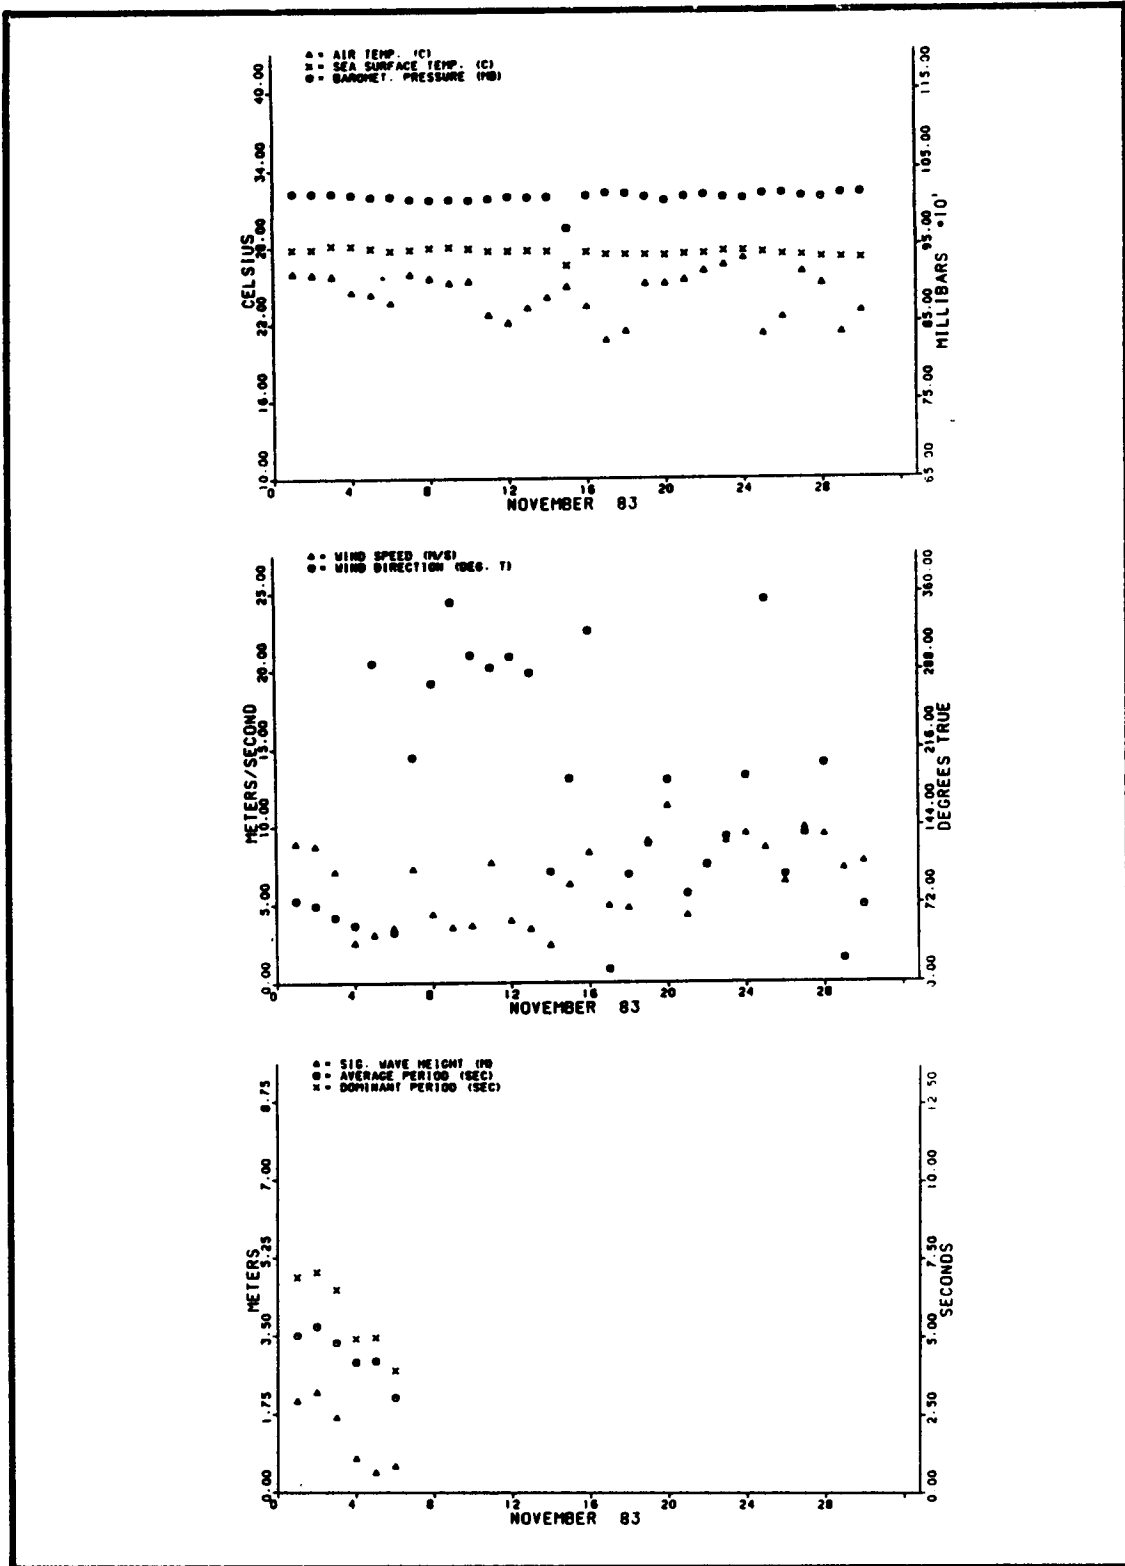 ▲ = AIR TEMP. (C)
× = SEA SURFACE TEMP. (C)
● = BAROMET. PRESSURE (MB)
40.00
34.00
28.00
22.00
16.00
10.00
CELSIUS
115.00
105.00
95.00
85.00
75.00
65.00
MILLIBARS *10'
0 4 8 12 16 20 24 28
NOVEMBER 83
▲ = WIND SPEED (M/S)
● = WIND DIRECTION (DEG. T)
25.00
20.00
15.00
10.00
5.00
0.00
METERS/SECOND
360.00
288.00
216.00
144.00
72.00
0.00
DEGREES TRUE
0 4 8 12 16 20 24 28
NOVEMBER 83
▲ = SIG. WAVE HEIGHT (M)
● = AVERAGE PERIOD (SEC)
× = DOMINANT PERIOD (SEC)
8.75
7.00
5.25
3.50
1.75
0.00
METERS
12.50
10.00
7.50
5.00
2.50
0.00
SECONDS
0 4 8 12 16 20 24 28
NOVEMBER 83